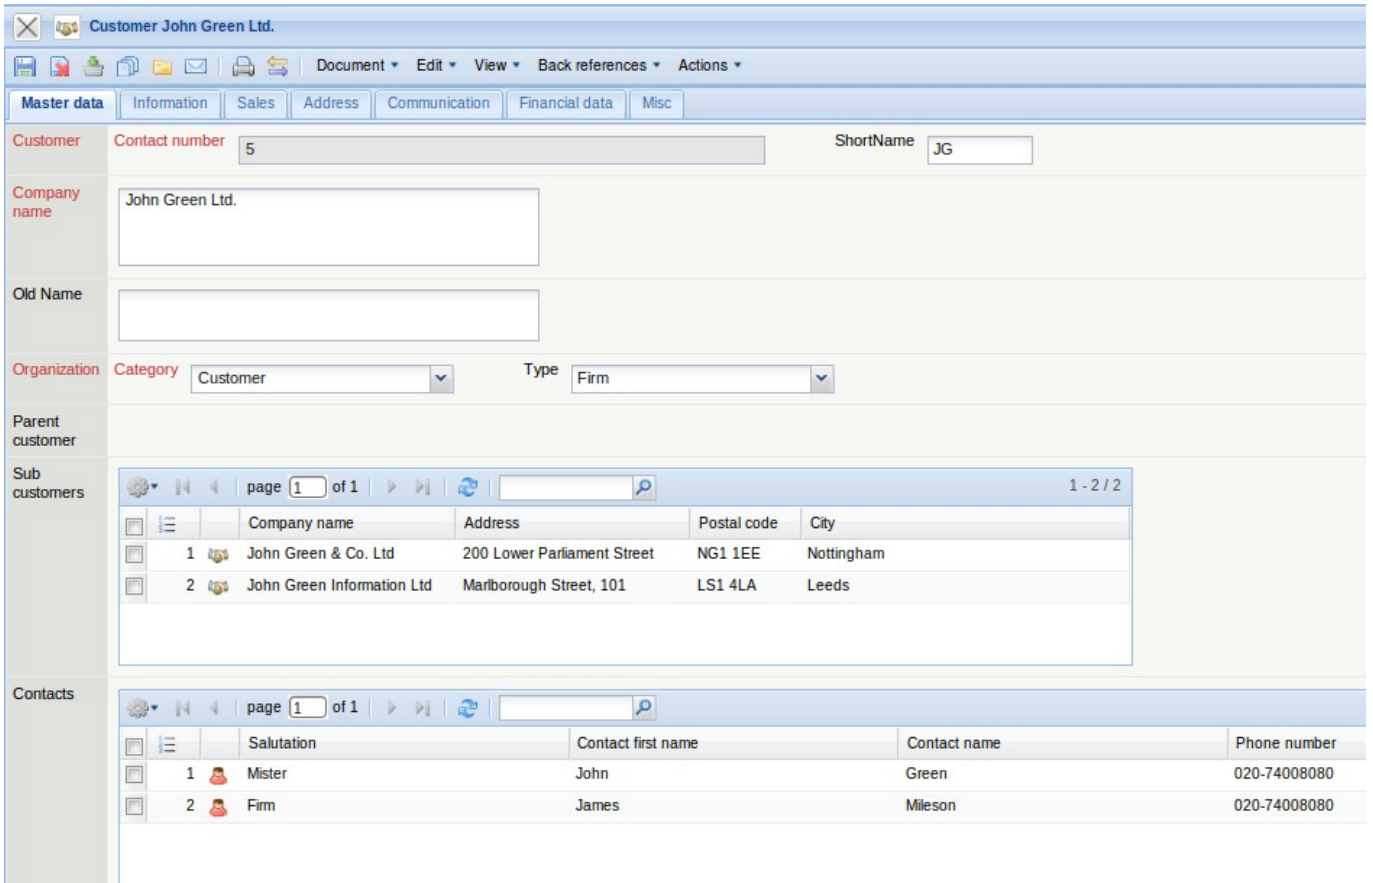 Customer John Green Ltd.
Document Edit View Back references Actions
Master data Information Sales Address Communication Financial data Misc
Customer Contact number 5 ShortName JG
Company
name
John Green Ltd.
Old Name
Organization Category Customer Type Firm
Parent
customer
Sub
customers
page 1 of 1 1 - 2 / 2
Company name Address Postal code City
1 John Green & Co. Ltd 200 Lower Parliament Street NG1 1EE Nottingham
2 John Green Information Ltd Marlborough Street, 101 LS1 4LA Leeds
Contacts
page 1 of 1
Salutation Contact first name Contact name Phone number
1 Mister John Green 020-74008080
2 Firm James Mileson 020-74008080